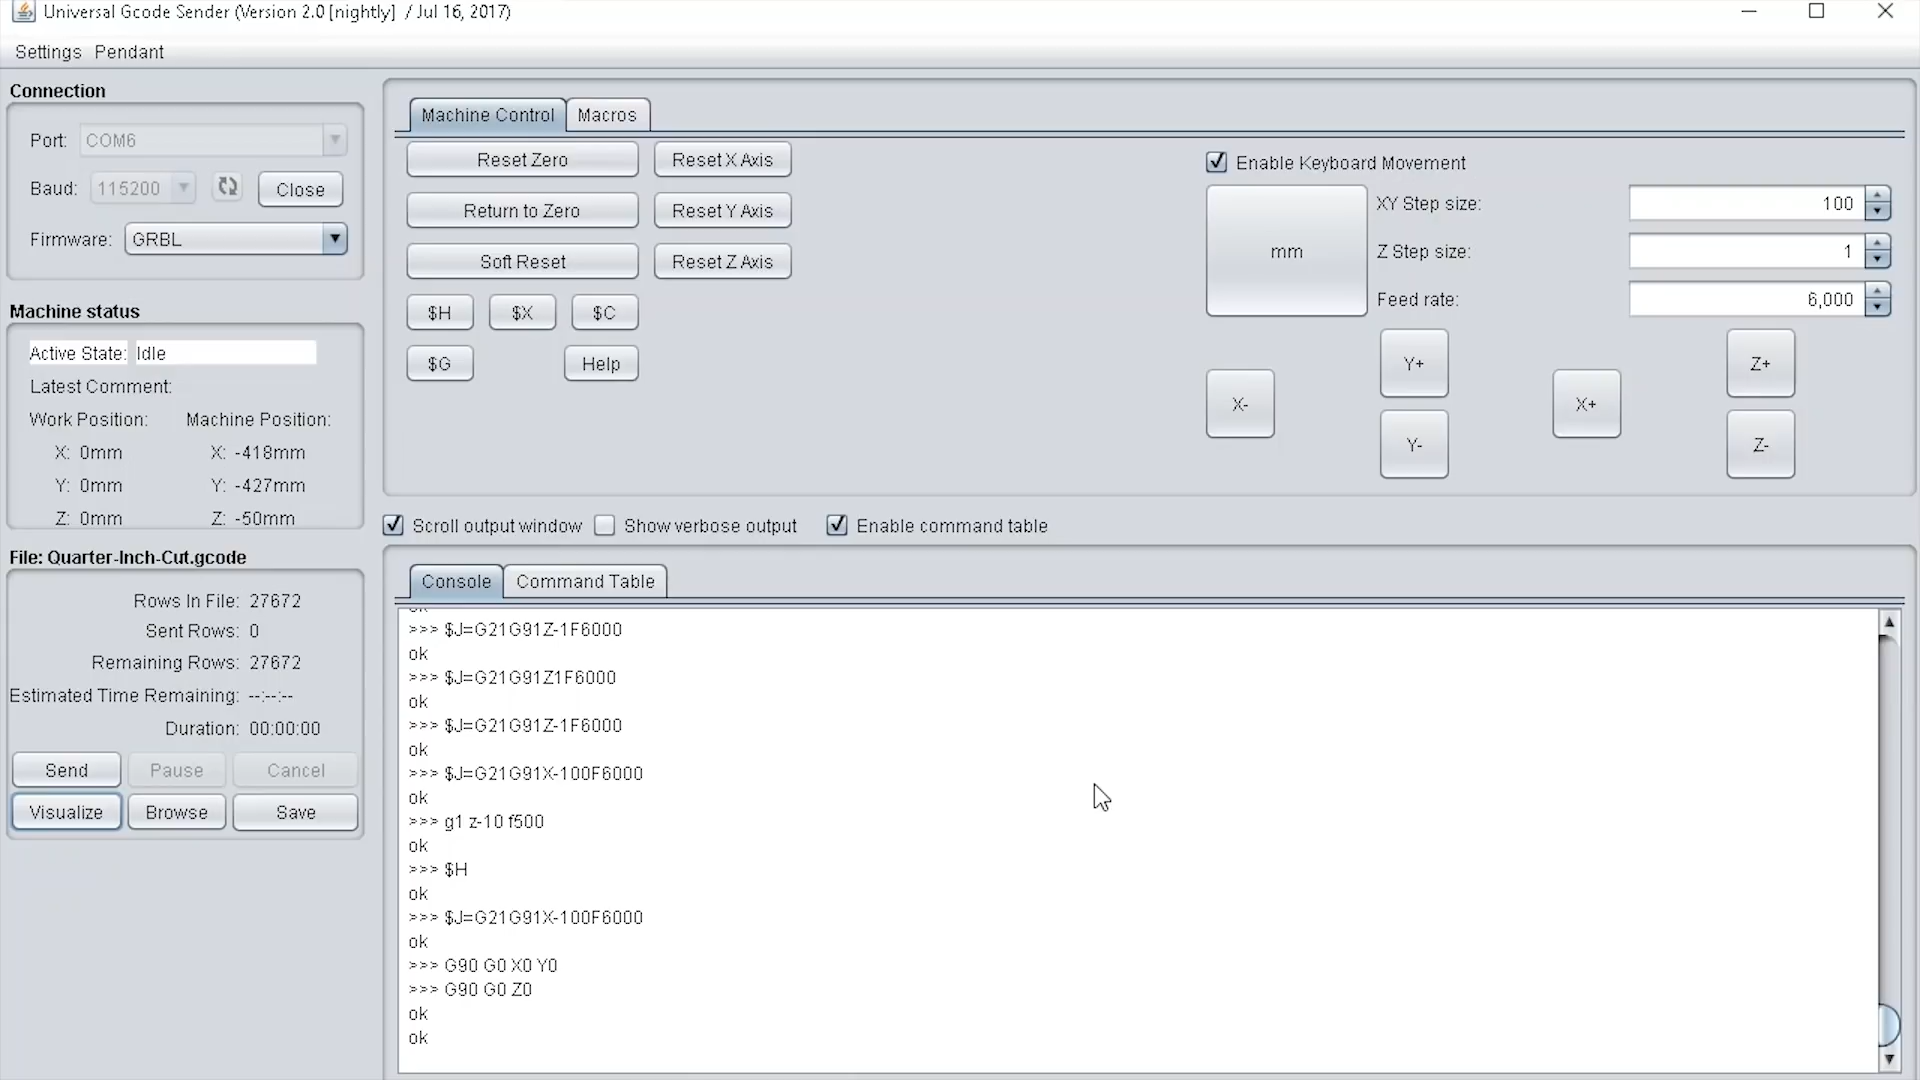 Universal Gcode Sender (Version 2.0 [nightly]  / Jul 16, 2017)
Settings Pendant
Connection
Port: COM6
Baud: 115200 Close
Firmware: GRBL
Machine status
Active State: Idle
Latest Comment:
Work Position: Machine Position:
X: 0mm X: -418mm
Y: 0mm Y: -427mm
Z: 0mm Z: -50mm
File: Quarter-Inch-Cut.gcode
Rows In File: 27672
Sent Rows: 0
Remaining Rows: 27672
Estimated Time Remaining: --:--:--
Duration: 00:00:00
Send Pause Cancel
Visualize Browse Save
Machine Control Macros
Reset Zero Reset X Axis
Return to Zero Reset Y Axis
Soft Reset Reset Z Axis
$H $X $C
$G Help
Enable Keyboard Movement
mm
XY Step size: 100
Z Step size: 1
Feed rate: 6,000
Y+ Z+
X- X+
Y- Z-
Scroll output window Show verbose output Enable command table
Console Command Table
ok
>>> $J=G21G91Z-1F6000
ok
>>> $J=G21G91Z1F6000
ok
>>> $J=G21G91Z-1F6000
ok
>>> $J=G21G91X-100F6000
ok
>>> g1 z-10 f500
ok
>>> $H
ok
>>> $J=G21G91X-100F6000
ok
>>> G90 G0 X0 Y0
>>> G90 G0 Z0
ok
ok